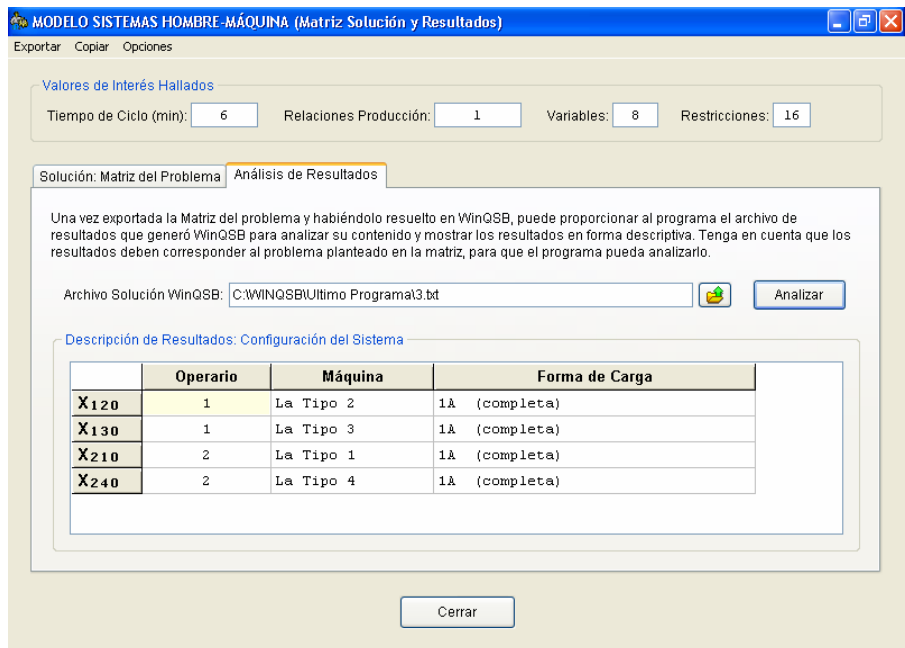 MODELO SISTEMAS HOMBRE-MÁQUINA (Matriz Solución y Resultados)
Exportar Copiar Opciones
Valores de Interés Hallados
Tiempo de Ciclo (min): 6 Relaciones Producción: 1 Variables: 8 Restricciones: 16
Solución: Matriz del Problema Análisis de Resultados
Una vez exportada la Matriz del problema y habiéndolo resuelto en WinQSB, puede proporcionar al programa el archivo de
resultados que generó WinQSB para analizar su contenido y mostrar los resultados en forma descriptiva. Tenga en cuenta que los
resultados deben corresponder al problema planteado en la matriz, para que el programa pueda analizarlo.
Archivo Solución WinQSB: C:\WINQSB\Ultimo Programa\3.txt Analizar
Descripción de Resultados: Configuración del Sistema
Operario Máquina Forma de Carga
X120 1 La Tipo 2 1A (completa)
X130 1 La Tipo 3 1A (completa)
X210 2 La Tipo 1 1A (completa)
X240 2 La Tipo 4 1A (completa)
Cerrar